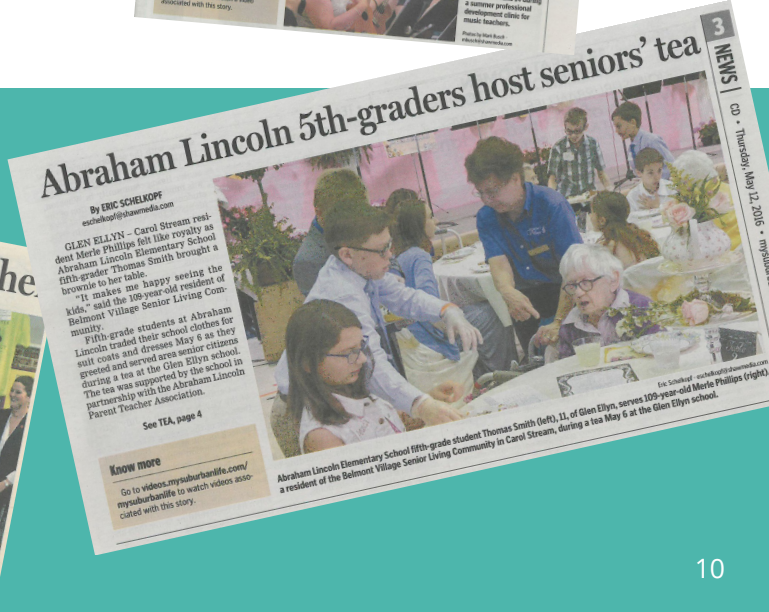 associated with this story.
a summer professional
development clinic for
music teachers.
Photos by Mark Busch -
mbusch@shawmedia.com
3
NEWS |
CD • Thursday, May 12, 2016 •
Abraham Lincoln 5th-graders host seniors’ tea
By ERIC SCHELKOPF
eschelkopf@shawmedia.com
GLEN ELLYN – Carol Stream resi-
dent Merle Phillips felt like royalty as
Abraham Lincoln Elementary School
fifth-grader Thomas Smith brought a
brownie to her table.
“It makes me happy seeing the
kids,” said the 109-year-old resident of
Belmont Village Senior Living Com-
munity.
Fifth-grade students at Abraham
Lincoln traded their school clothes for
suit coats and dresses May 6 as they
greeted and served area senior citizens
during a tea at the Glen Ellyn school.
The tea was supported by the school in
partnership with the Abraham Lincoln
Parent Teacher Association.
See TEA, page 4
Know more
Go to videos.mysuburbanlife.com/
mysuburbanlife to watch videos asso-
ciated with this story.
Eric Schelkopf - eschelkopf@shawmedia.com
Abraham Lincoln Elementary School fifth-grade student Thomas Smith (left), 11, of Glen Ellyn, serves 109-year-old Merle Phillips (right),
a resident of the Belmont Village Senior Living Community in Carol Stream, during a tea May 6 at the Glen Ellyn school.
10